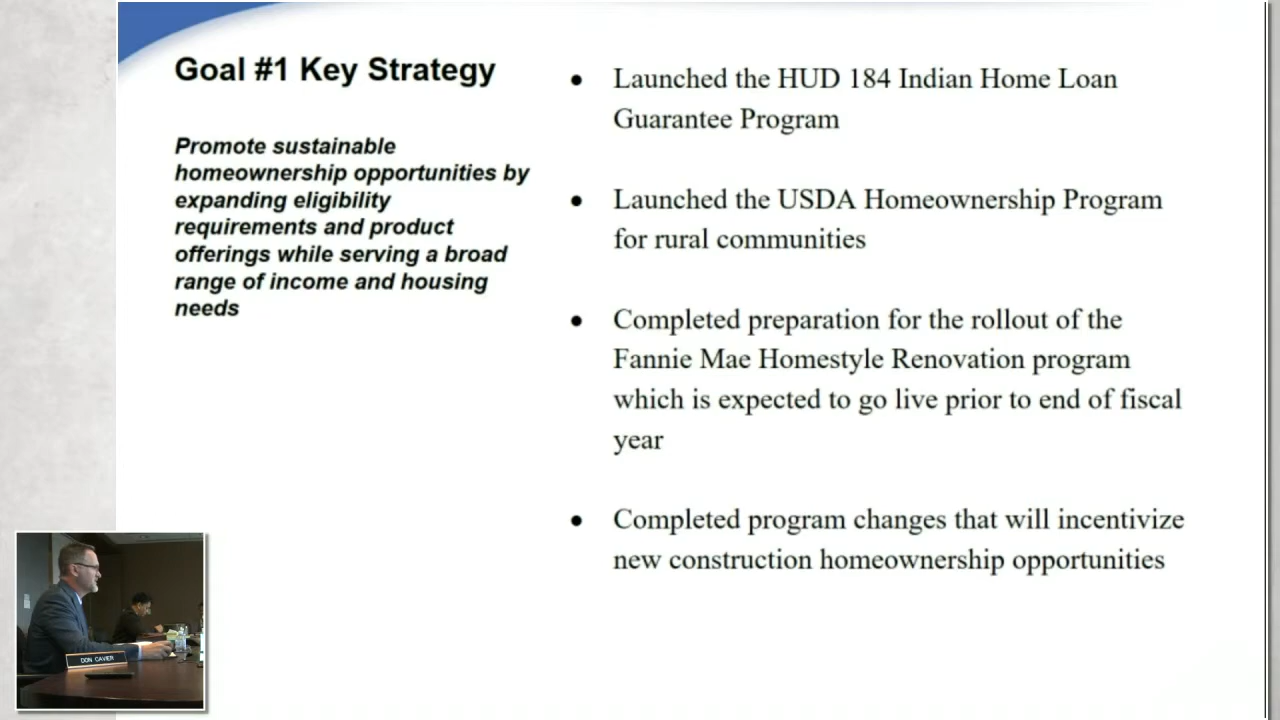 Goal #1 Key Strategy
Promote sustainable
homeownership opportunities by
expanding eligibility
requirements and product
offerings while serving a broad
range of income and housing
needs
● Launched the HUD 184 Indian Home Loan
Guarantee Program
● Launched the USDA Homeownership Program
for rural communities
● Completed preparation for the rollout of the
Fannie Mae Homestyle Renovation program
which is expected to go live prior to end of fiscal
year
● Completed program changes that will incentivize
new construction homeownership opportunities
DON CAVIER